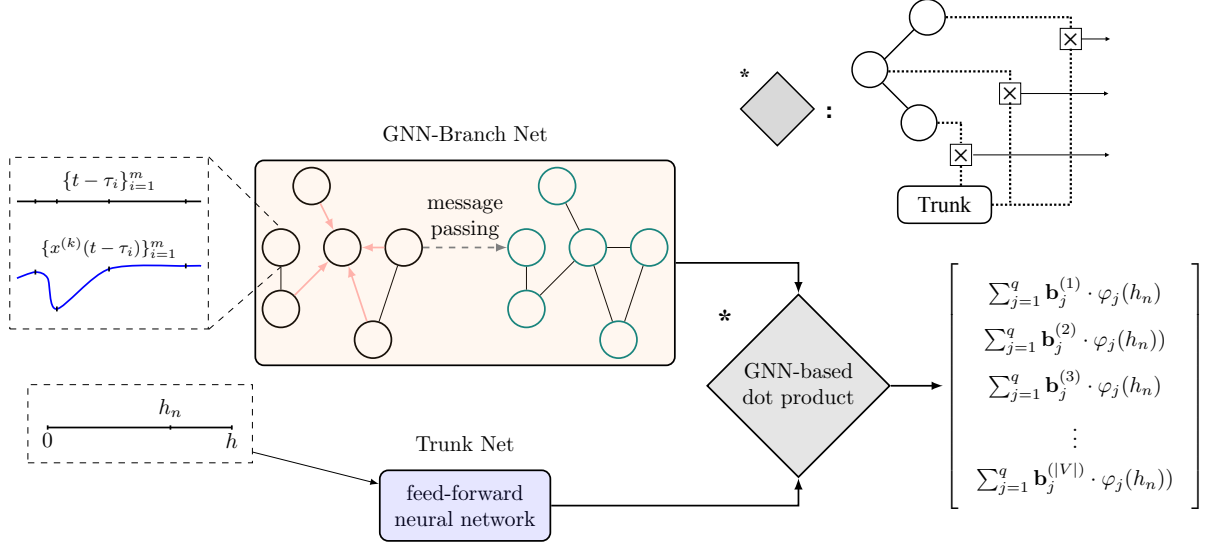 *
:
×
×
×
Trunk
GNN-Branch Net
{t − τ_i}_{i=1}^m
{x^{(k)}(t − τ_i)}_{i=1}^m
message
passing
*
GNN-based
dot product
∑_{j=1}^q b_j^{(1)} · φ_j(h_n)
∑_{j=1}^q b_j^{(2)} · φ_j(h_n))
∑_{j=1}^q b_j^{(3)} · φ_j(h_n)
⋮
∑_{j=1}^q b_j^{(|V|)} · φ_j(h_n))
h_n
0 h
Trunk Net
feed-forward
neural network